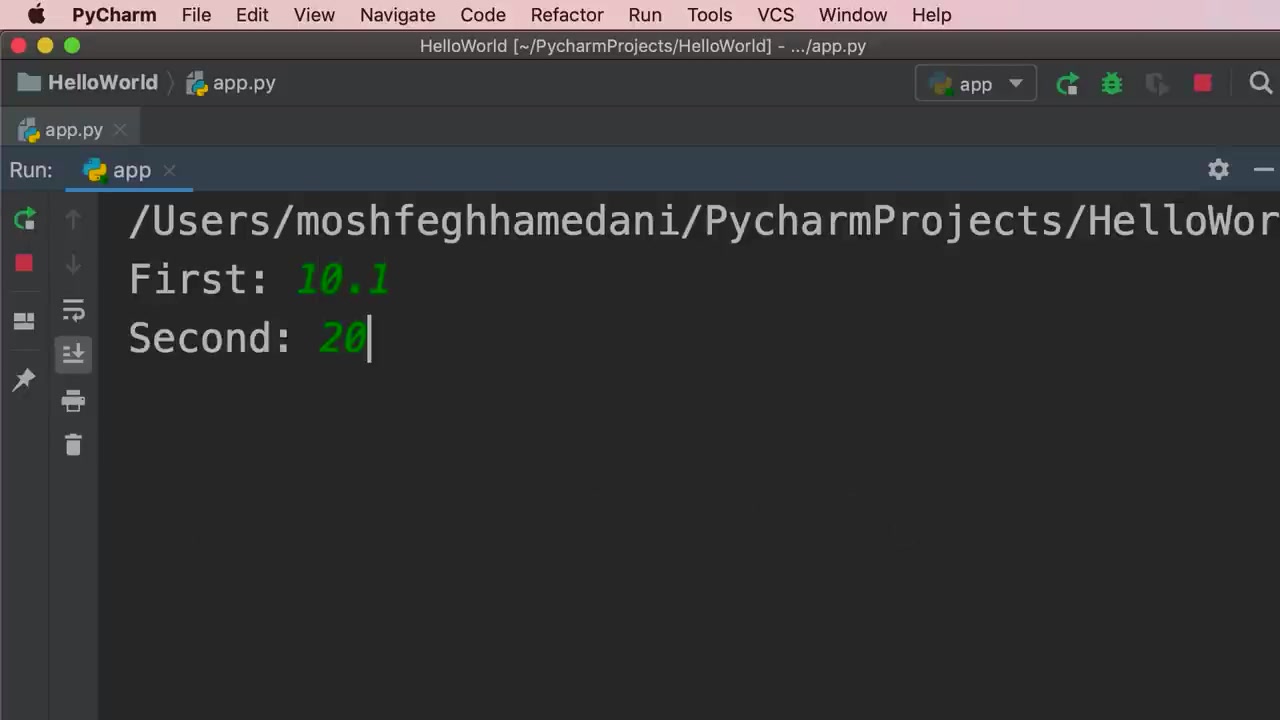 PyCharm File Edit View Navigate Code Refactor Run Tools VCS Window Help
HelloWorld [~/PycharmProjects/HelloWorld] - .../app.py
HelloWorld app.py app
app.py
Run: app
/Users/moshfeghhamedani/PycharmProjects/HelloWor
First: 10.1
Second: 20